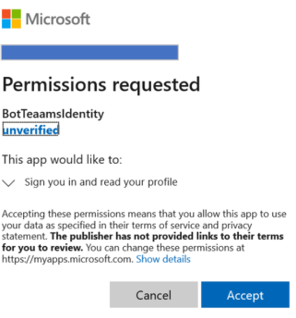 Microsoft
Permissions requested
BotTeaamsIdentity
unverified
This app would like to:
Sign you in and read your profile
Accepting these permissions means that you allow this app to use
your data as specified in their terms of service and privacy
statement. The publisher has not provided links to their terms
for you to review. You can change these permissions at
https://myapps.microsoft.com. Show details
Cancel
Accept